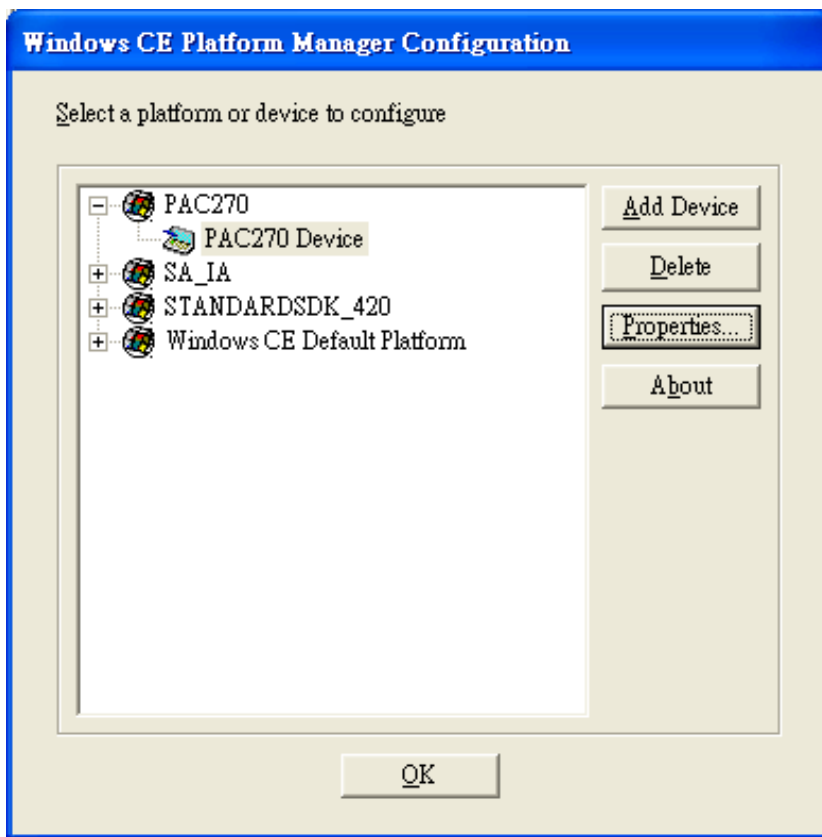 Windows CE Platform Manager Configuration
Select a platform or device to configure
PAC270
PAC270 Device
SA_IA
STANDARDSDK_420
Windows CE Default Platform
Add Device
Delete
Properties...
About
OK